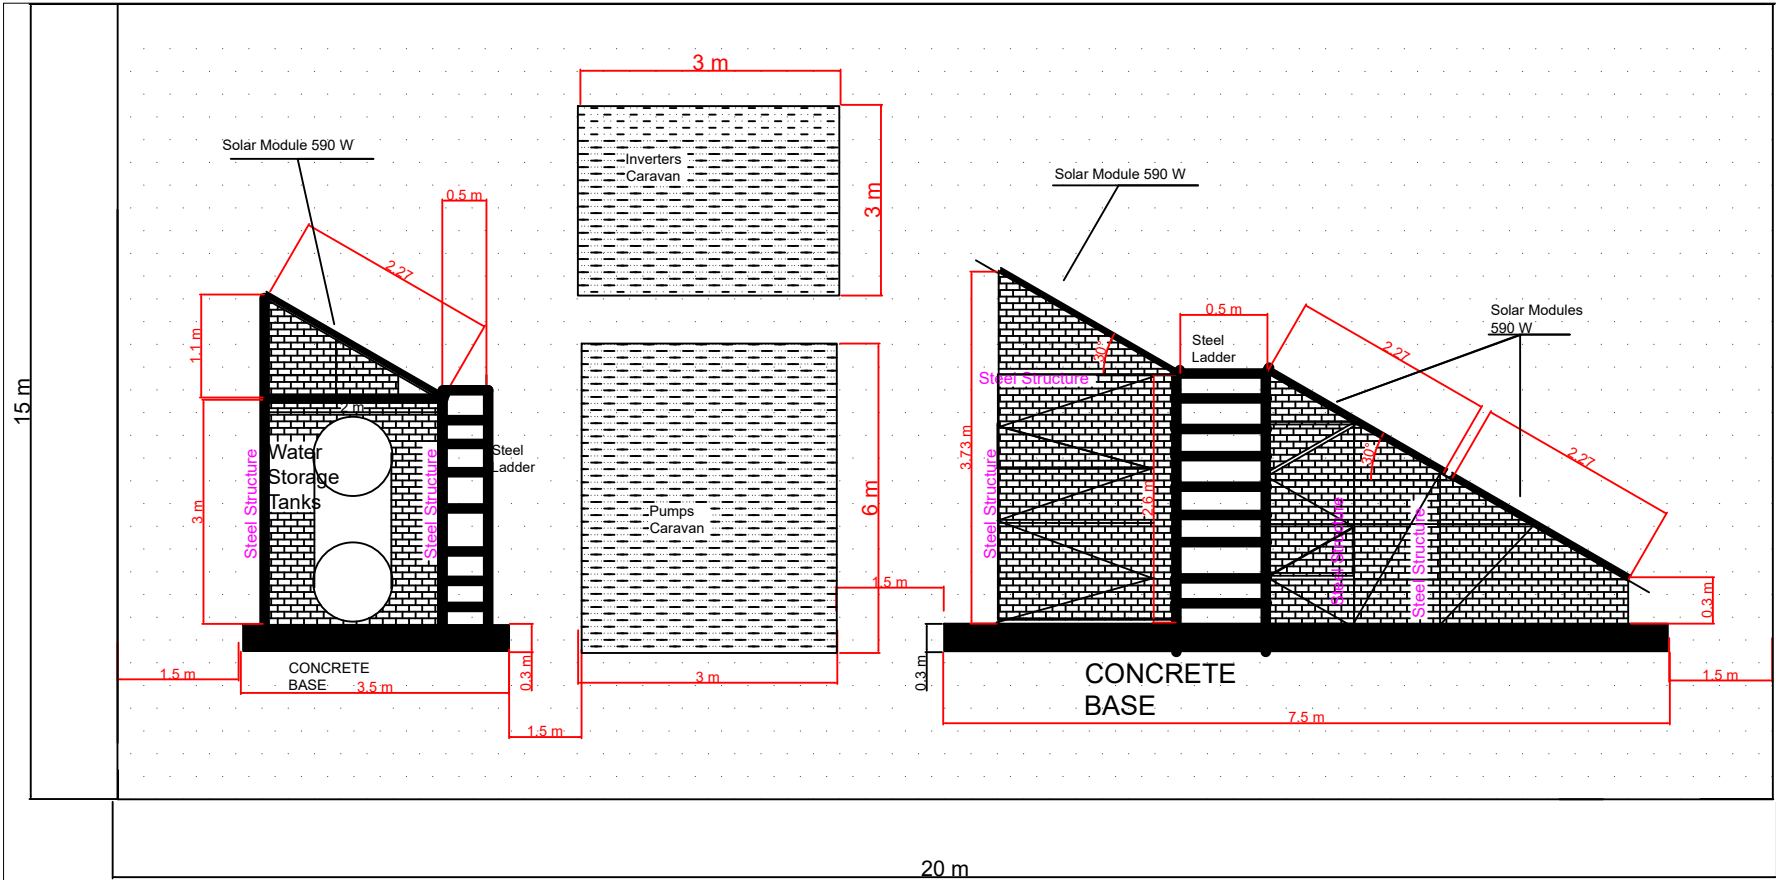 3 m
Solar Module 590 W
Inverters
Caravan
3 m
Solar Module 590 W
0.5 m
2.27
1.1 m
2 m
Water
Storage
Tanks
Steel Structure
Steel Structure
3 m
Steel
Ladder
CONCRETE
BASE
1.5 m
3.5 m
0.3 m
1.5 m
Pumps
Caravan
6 m
3 m
1.5 m
0.5 m
Steel
Ladder
Solar Modules
590 W
30°
Steel Structure
2.27
3.73 m
Steel Structure
2.6 m
30°
2.27
Steel Structure
Steel Structure
0.3 m
0.3 m
CONCRETE
BASE
7.5 m
1.5 m
15 m
20 m